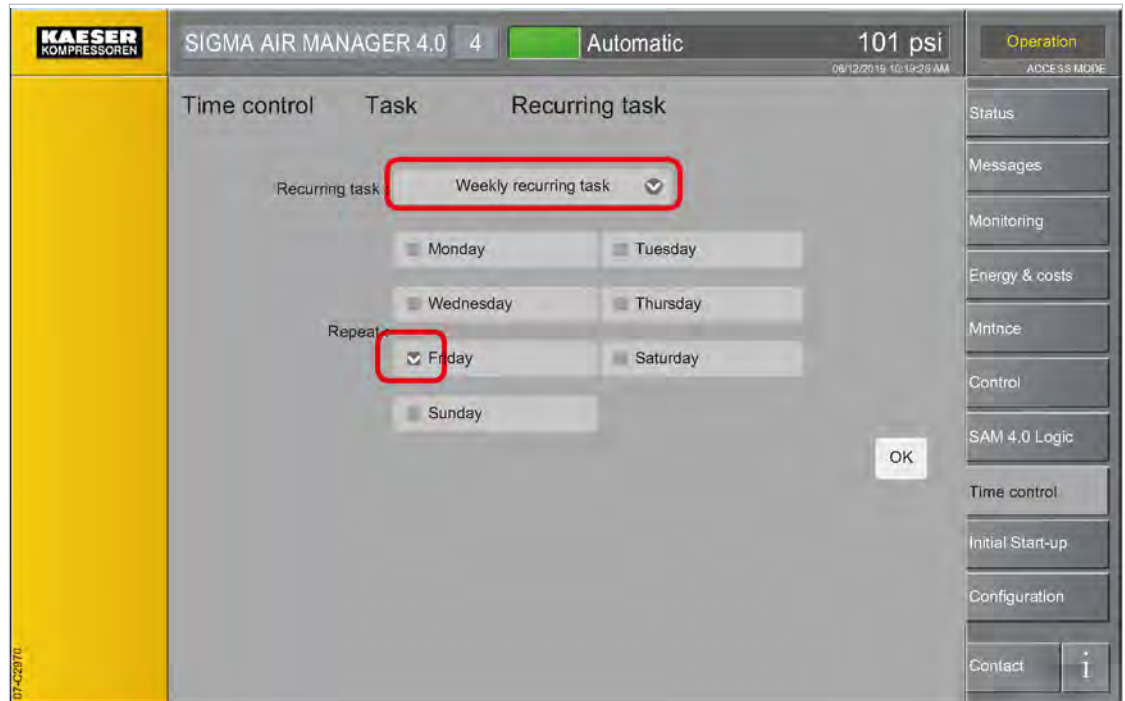 KAESER
KOMPRESSOREN
SIGMA AIR MANAGER 4.0 4 Automatic 101 psi
06/12/2019 10:19:26 AM
Operation
ACCESS MODE
Time control Task Recurring task
Recurring task : Weekly recurring task
Repeat :
Monday Tuesday
Wednesday Thursday
Friday Saturday
Sunday
OK
Status
Messages
Monitoring
Energy & costs
Mntnce
Control
SAM 4.0 Logic
Time control
Initial Start-up
Configuration
Contact i
07-C2970